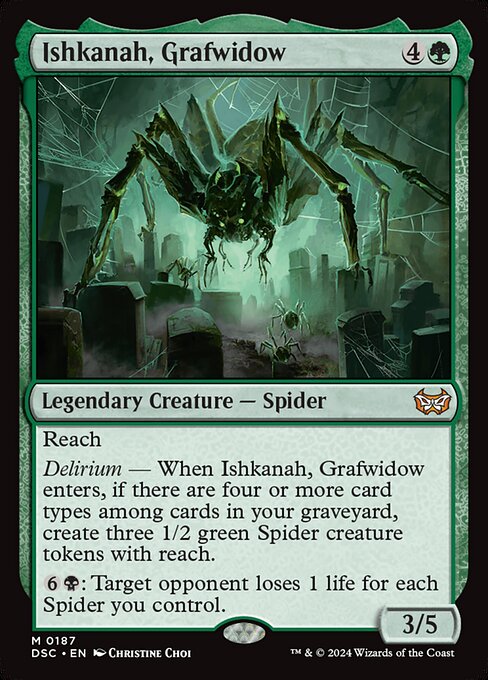 Ishkanah, Grafwidow 4
Legendary Creature — Spider
Reach
Delirium — When Ishkanah, Grafwidow
enters, if there are four or more card
types among cards in your graveyard,
create three 1/2 green Spider creature
tokens with reach.
6: Target opponent loses 1 life for each
Spider you control.
3/5
M 0187
DSC • EN Christine Choi
™ & © 2024 Wizards of the Coast